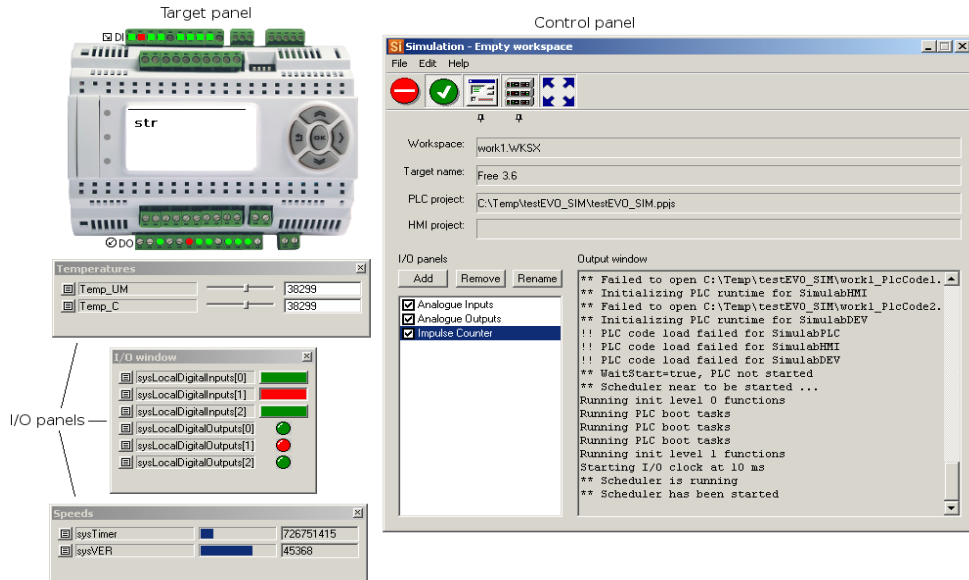 Target panel
DI
str
OK
DO
Temperatures
Temp_UM 38299
Temp_C 38299
I/O window
sysLocalDigitalInputs[0]
sysLocalDigitalInputs[1]
sysLocalDigitalInputs[2]
sysLocalDigitalOutputs[0]
sysLocalDigitalOutputs[1]
sysLocalDigitalOutputs[2]
I/O panels
Speeds
sysTimer 726751415
sysVER 45368
Control panel
Si Simulation - Empty workspace
File Edit Help
Workspace: work1.WKSX
Target name: Free 3.6
PLC project: C:\Temp\testEVO_SIM\testEVO_SIM.ppjs
HMI project:
I/O panels
Add Remove Rename
Analogue Inputs
Analogue Outputs
Impulse Counter
Output window
** Failed to open C:\Temp\testEVO_SIM\work1_PlcCode1.
** Initializing PLC runtime for SimulabHMI
** Failed to open C:\Temp\testEVO_SIM\work1_PlcCode2.
** Initializing PLC runtime for SimulabDEV
!! PLC code load failed for SimulabPLC
!! PLC code load failed for SimulabHMI
!! PLC code load failed for SimulabDEV
** WaitStart=true, PLC not started
** Scheduler near to be started ...
Running init level 0 functions
Running PLC boot tasks
Running PLC boot tasks
Running PLC boot tasks
Running init level 1 functions
Starting I/O clock at 10 ms
** Scheduler is running
** Scheduler has been started